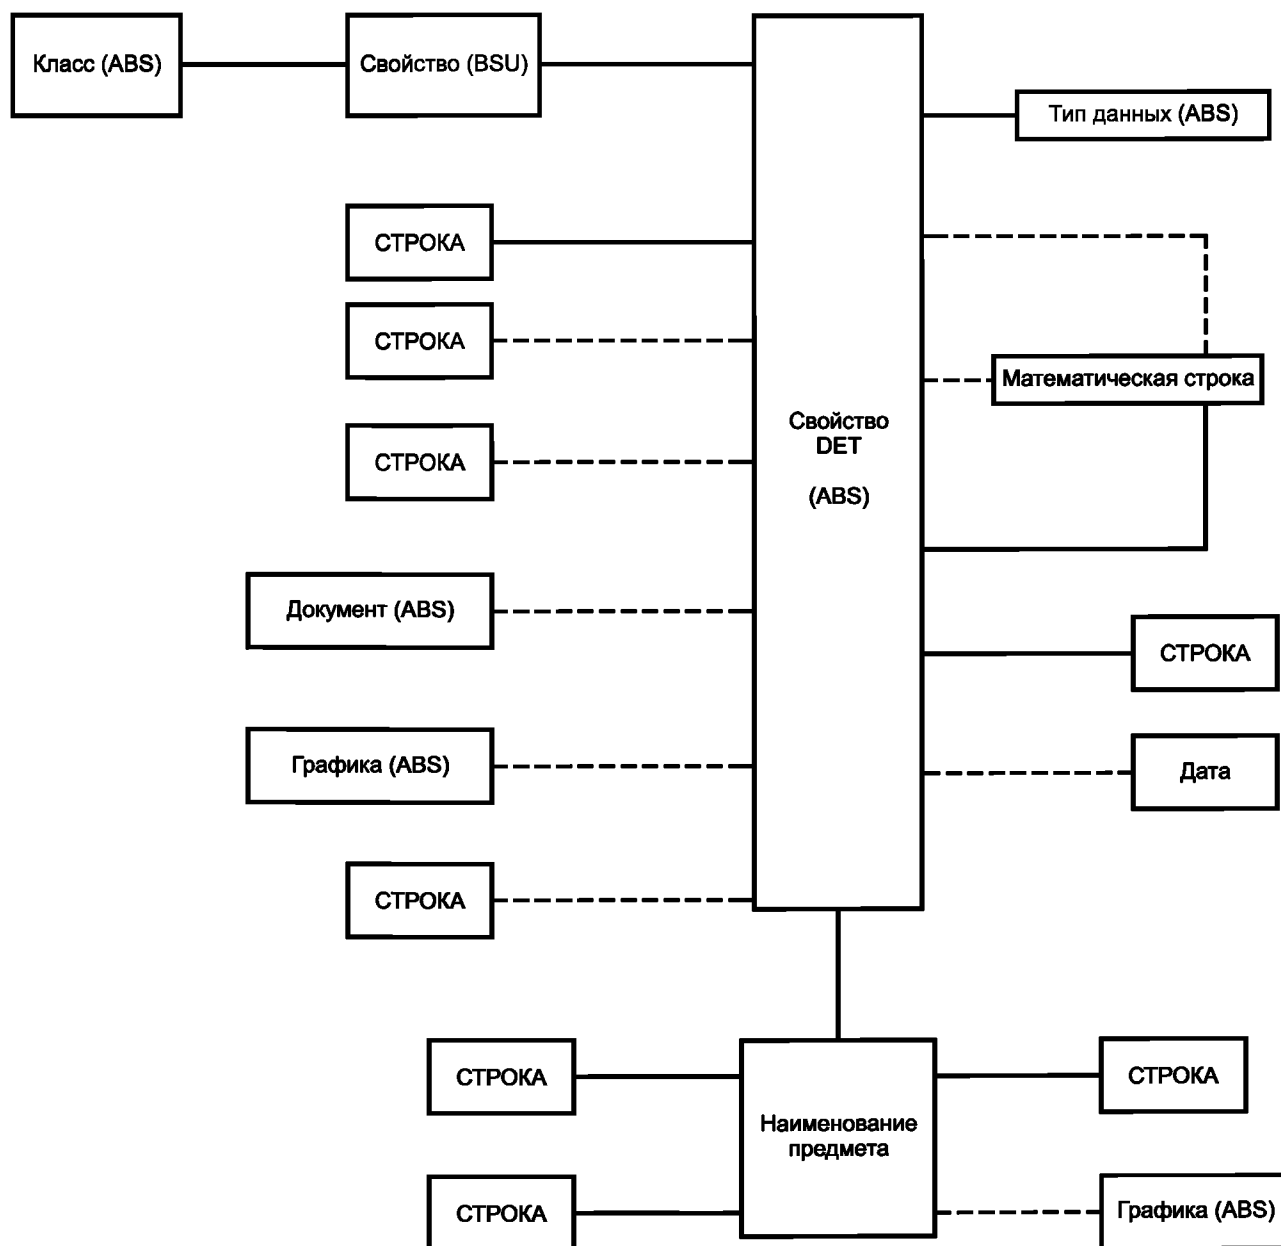 Класс (ABS)
Свойство (BSU)
Тип данных (ABS)
СТРОКА
СТРОКА
Математическая строка
Свойство
DET
(ABS)
СТРОКА
Документ (ABS)
СТРОКА
Графика (ABS)
Дата
СТРОКА
СТРОКА
СТРОКА
Наименование
предмета
СТРОКА
Графика (ABS)